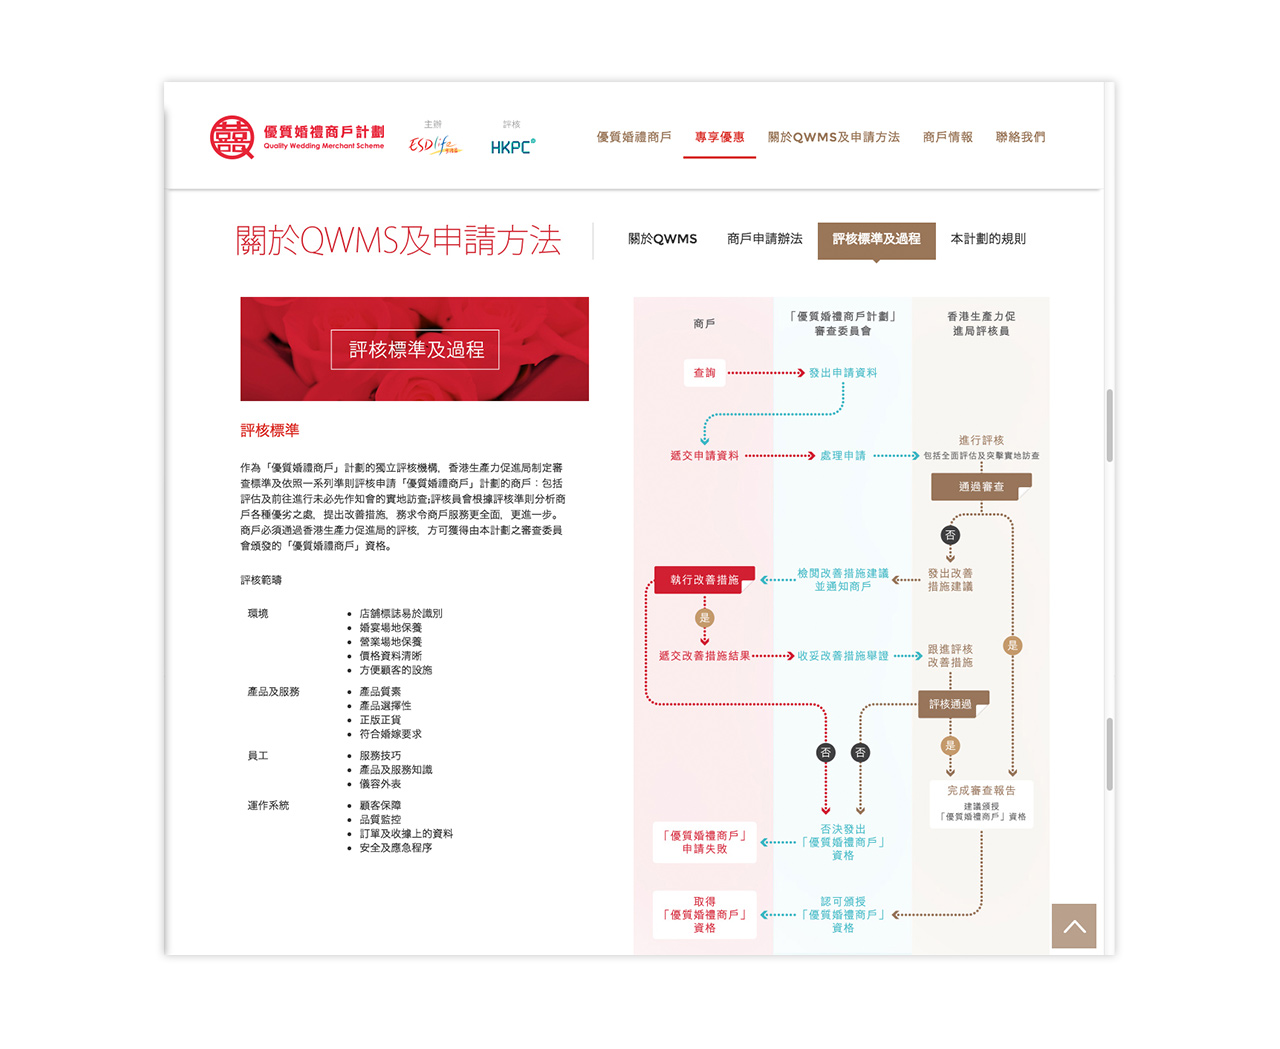 優質婚禮商戶計劃
Quality Wedding Merchant Scheme
主辦
ESDlife
評核
HKPC
優質婚禮商戶
專享優惠
關於QWMS及申請方法
商戶情報
聯絡我們
關於QWMS及申請方法
關於QWMS
商戶申請辦法
評核標準及過程
本計劃的規則
評核標準及過程
評核標準
作為「優質婚禮商戶」計劃的獨立評核機構，香港生產力促進局制定審
查標準及依照一系列準則評核申請「優質婚禮商戶」計劃的商戶：包括
評估及前往進行未必先作知會的實地訪查;評核員會根據評核準則分析商
戶各種優劣之處，提出改善措施，務求令商戶服務更全面，更進一步。
商戶必須通過香港生產力促進局的評核，方可獲得由本計劃之審查委員
會頒發的「優質婚禮商戶」資格。
評核範疇
環境
店舖標誌易於識別
婚宴場地保養
營業場地保養
價格資料清晰
方便顧客的設施
產品及服務
產品質素
產品選擇性
正版正貨
符合婚嫁要求
員工
服務技巧
產品及服務知識
儀容外表
運作系統
顧客保障
品質監控
訂單及收據上的資料
安全及應急程序
商戶
「優質婚禮商戶計劃」
審查委員會
香港生產力促
進局評核員
查詢
發出申請資料
遞交申請資料
處理申請
進行評核
包括全面評估及突擊實地訪查
通過審查
否
發出改善
措施建議
檢閱改善措施建議
並通知商戶
執行改善措施
是
遞交改善措施結果
收妥改善措施舉證
跟進評核
改善措施
是
評核通過
是
否
否
完成審查報告
建議頒授
「優質婚禮商戶」資格
否決發出
「優質婚禮商戶」
資格
「優質婚禮商戶」
申請失敗
認可頒授
「優質婚禮商戶」
資格
取得
「優質婚禮商戶」
資格